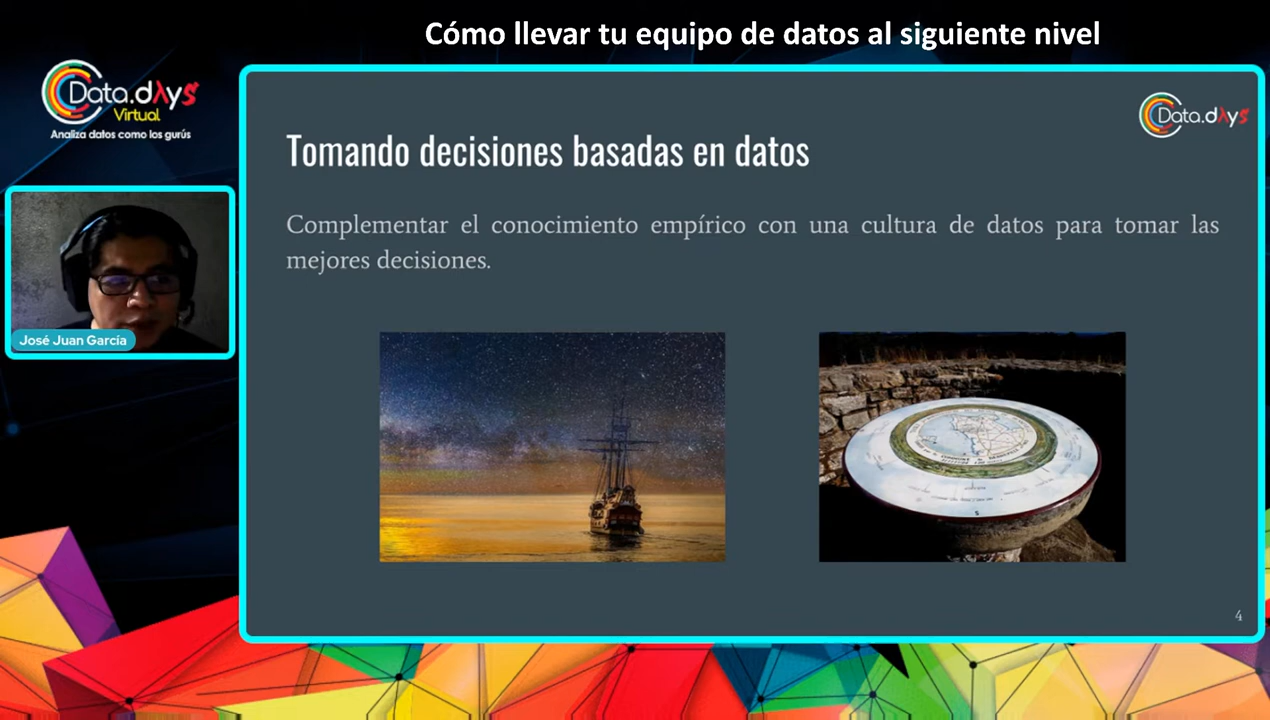 Cómo llevar tu equipo de datos al siguiente nivel
Data.dAys
Virtual
Analiza datos como los gurús
Data.dAys
Tomando decisiones basadas en datos
Complementar el conocimiento empírico con una cultura de datos para tomar las
mejores decisiones.
José Juan García
4